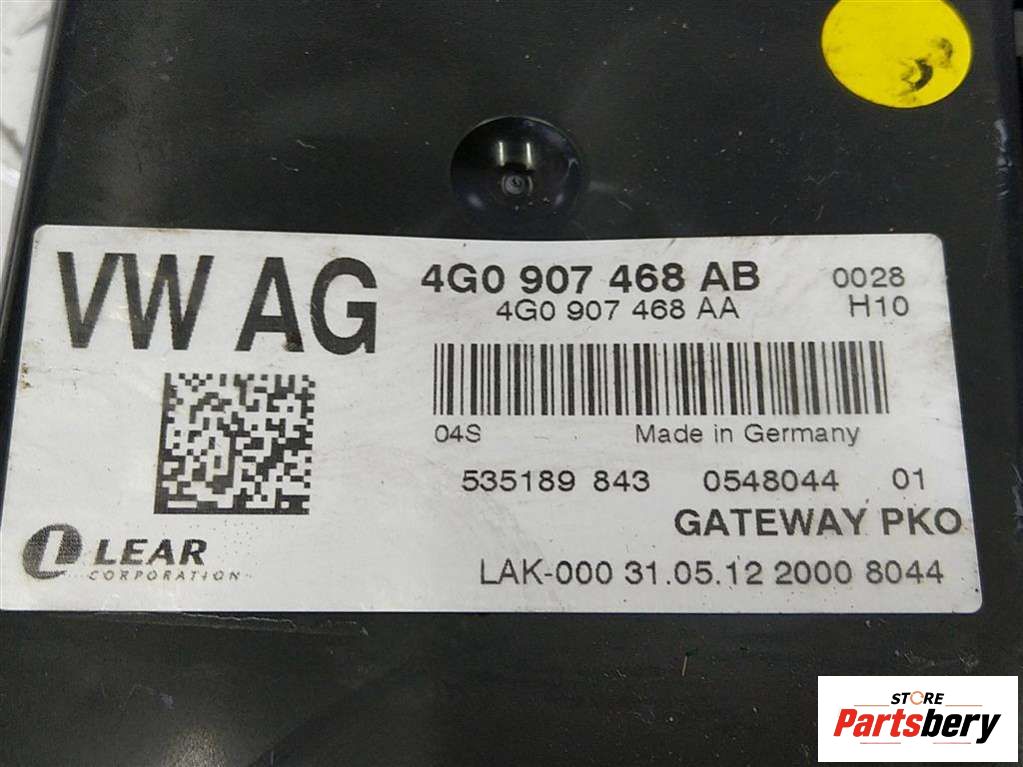 VW AG
4G0 907 468 AB 0028
4G0 907 468 AA H10
04S Made in Germany
535189 843 0548044 01
GATEWAY PKO
LEAR
CORPORATION
LAK-000 31.05.12 2000 8044
STORE
Partsbery